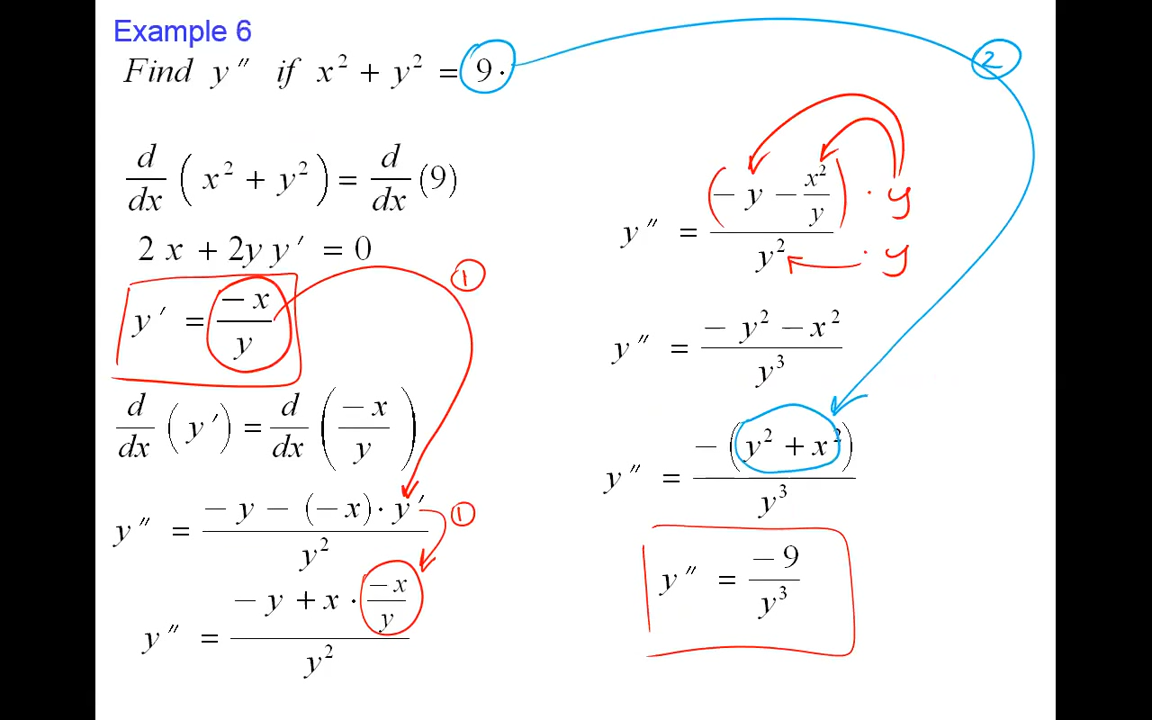 Example 6
Find y″ if x² + y² = 9.
d/dx (x² + y²) = d/dx (9)
2x + 2y y′ = 0
y′ = −x/y
①
d/dx (y′) = d/dx (−x/y)
y″ = (−y − (−x)· y′)/y²
①
y″ = (−y + x · −x/y)/y²
②
y″ = (−y − x²/y) · y / y² · y
y″ = (−y² − x²)/y³
y″ = −(y² + x²)/y³
y″ = −9/y³